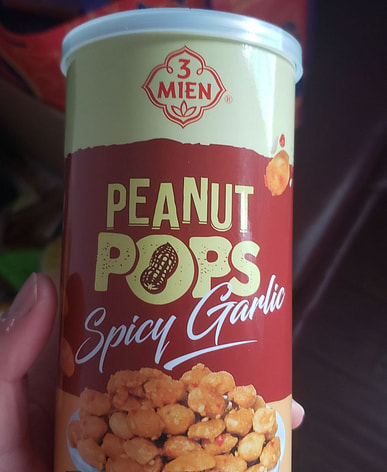 3
MIEN
®
PEANUT
POPS
Spicy Garlic